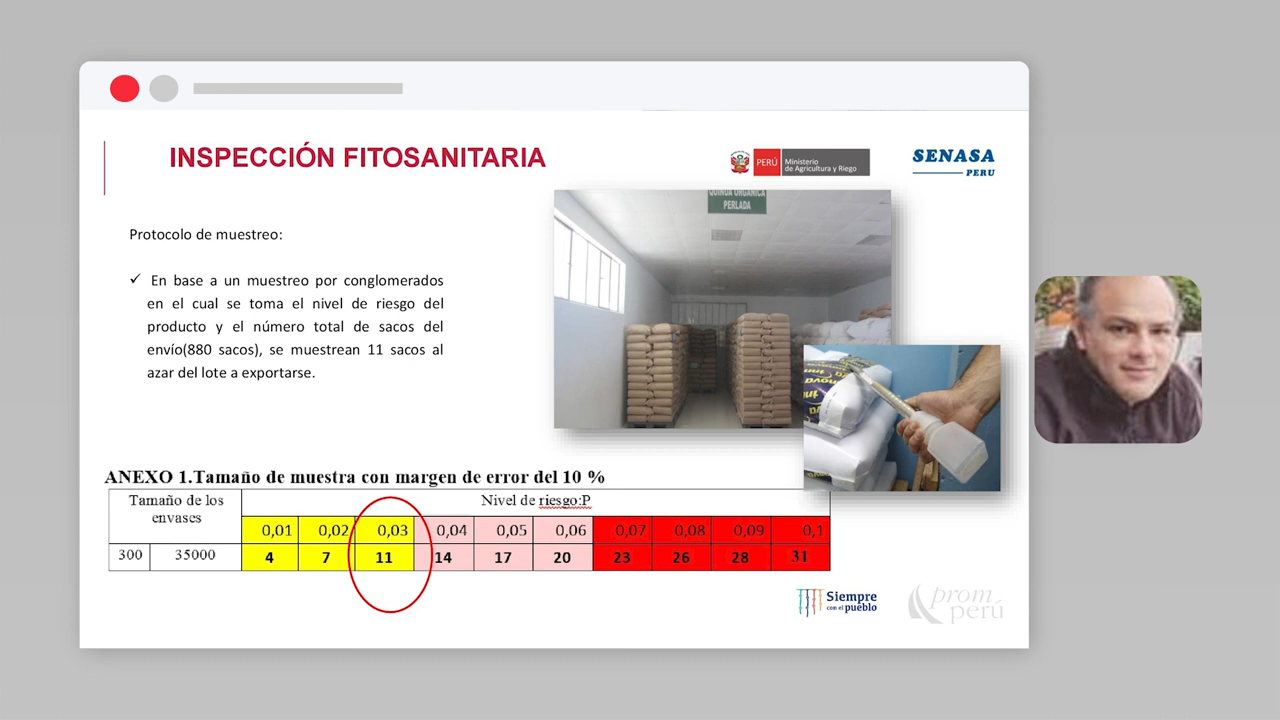 INSPECCIÓN FITOSANITARIA
PERÚ
Ministerio
de Agricultura y Riego
SENASA
PERU
QUINUA ORGANICA
PERLADA
Protocolo de muestreo:
✓ En base a un muestreo por conglomerados
en el cual se toma el nivel de riesgo del
producto y el número total de sacos del
envío(880 sacos), se muestrean 11 sacos al
azar del lote a exportarse.
ANEXO 1.Tamaño de muestra con margen de error del 10 %
Tamaño de los
envases
Nivel de riesgo:P
0,01 0,02 0,03 0,04 0,05 0,06 0,07 0,08 0,09 0,1
300 35000 4 7 11 14 17 20 23 26 28 31
Siempre
con el pueblo
prom
perú